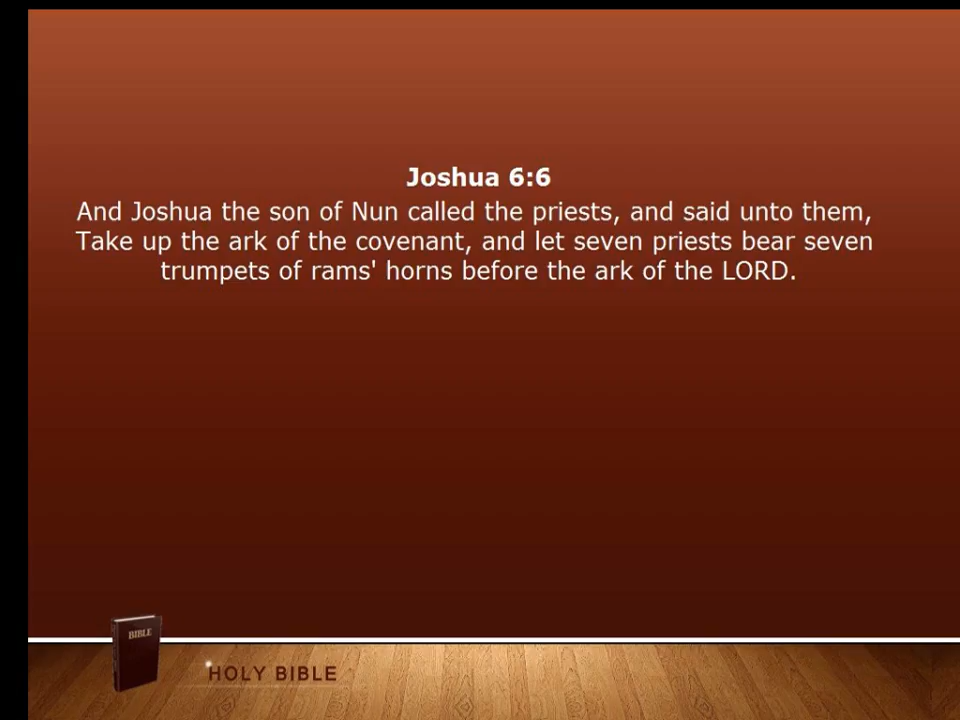 Joshua 6:6
And Joshua the son of Nun called the priests, and said unto them,
Take up the ark of the covenant, and let seven priests bear seven
trumpets of rams' horns before the ark of the LORD.
BIBLE
HOLY BIBLE